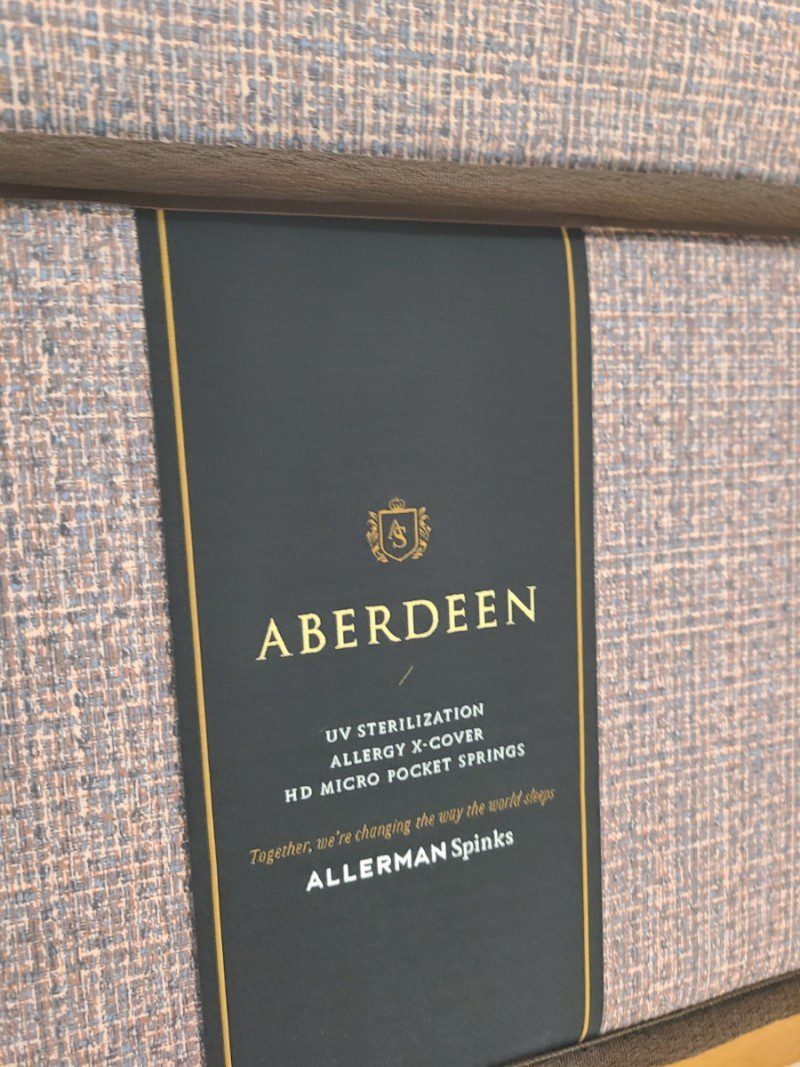 AS
ABERDEEN
UV STERILIZATION
ALLERGY X-COVER
HD MICRO POCKET SPRINGS
Together, we're changing the way the world sleeps
ALLERMAN Spinks